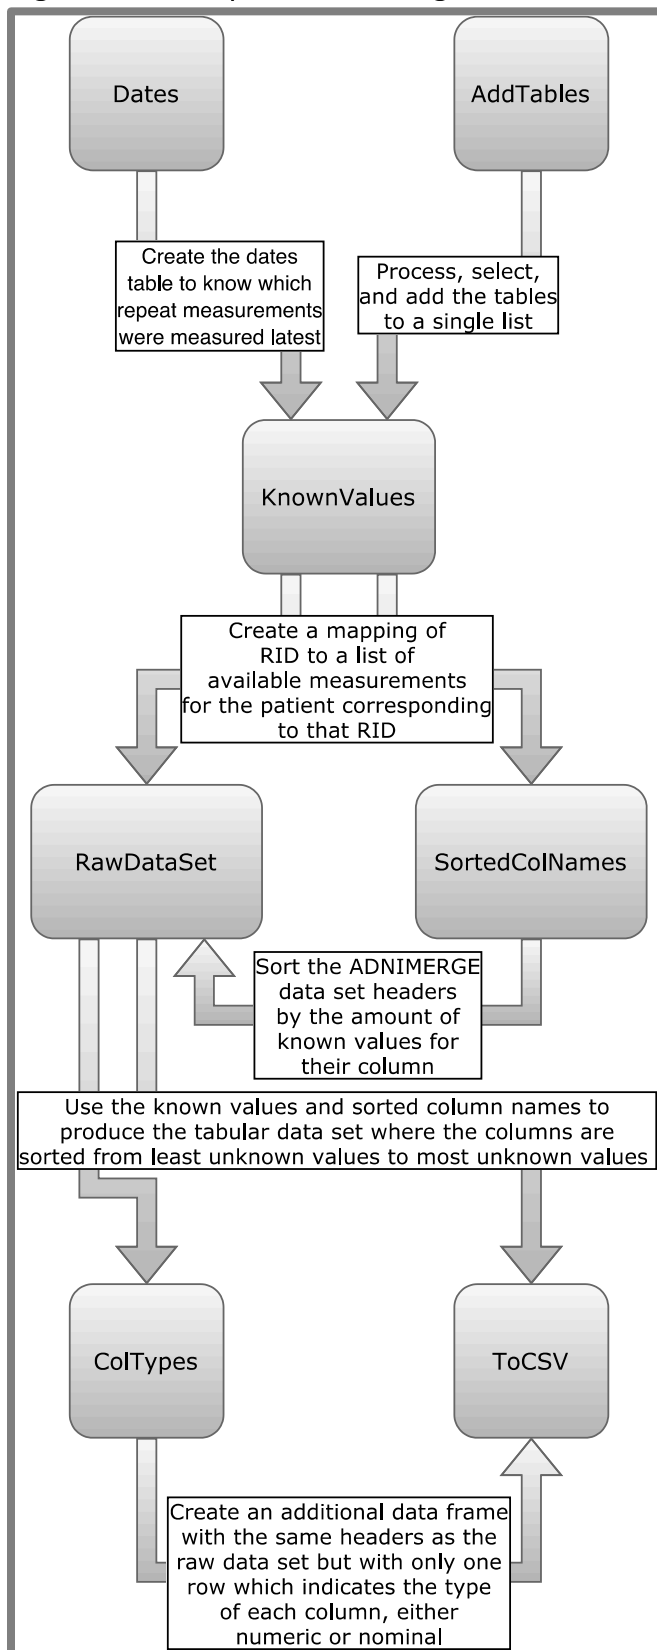 Dates
AddTables
Create the dates
table to know which
repeat measurements
were measured latest
Process, select,
and add the tables
to a single list
KnownValues
Create a mapping of
RID to a list of
available measurements
for the patient corresponding
to that RID
RawDataSet
SortedColNames
Sort the ADNIMERGE
data set headers
by the amount of
known values for
their column
Use the known values and sorted column names to
produce the tabular data set where the columns are
sorted from least unknown values to most unknown values
ColTypes
ToCSV
Create an additional data frame
with the same headers as the
raw data set but with only one
row which indicates the type
of each column, either
numeric or nominal